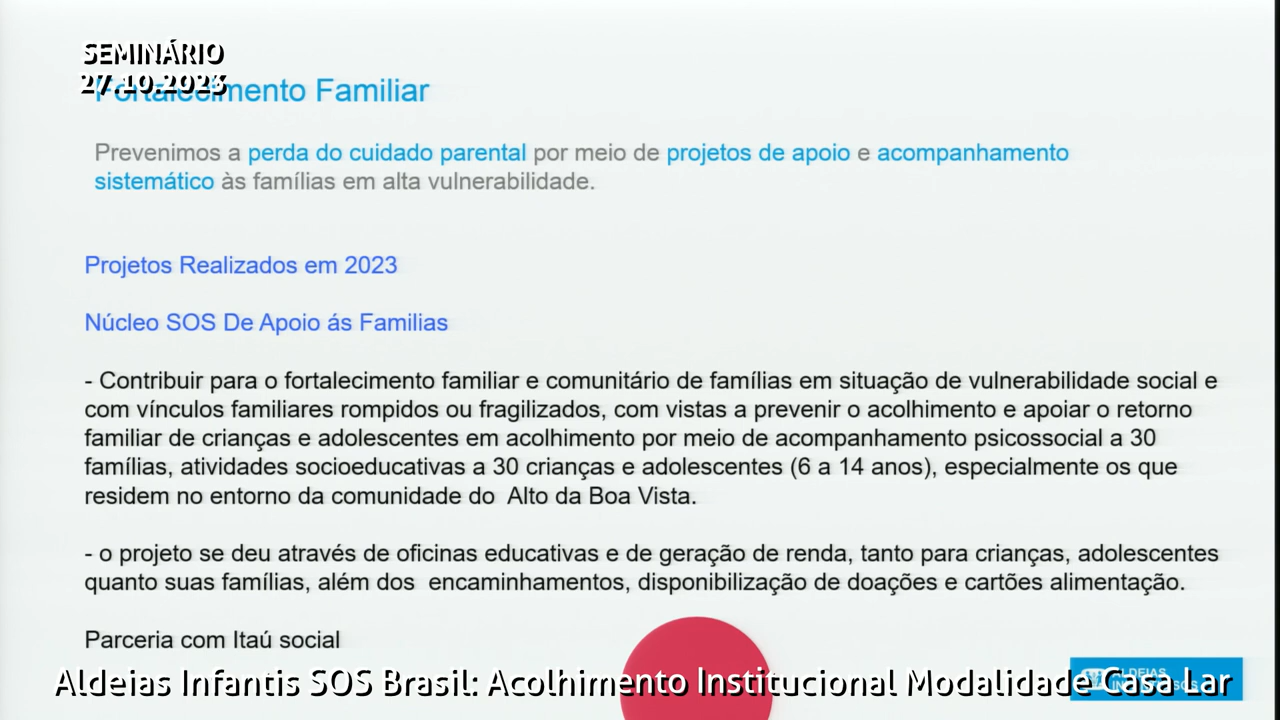 SEMINÁRIO
27.10.2023
Fortalecimento Familiar
Prevenimos a perda do cuidado parental por meio de projetos de apoio e acompanhamento
sistemático às famílias em alta vulnerabilidade.
Projetos Realizados em 2023
Núcleo SOS De Apoio ás Familias
- Contribuir para o fortalecimento familiar e comunitário de famílias em situação de vulnerabilidade social e
com vínculos familiares rompidos ou fragilizados, com vistas a prevenir o acolhimento e apoiar o retorno
familiar de crianças e adolescentes em acolhimento por meio de acompanhamento psicossocial a 30
famílias, atividades socioeducativas a 30 crianças e adolescentes (6 a 14 anos), especialmente os que
residem no entorno da comunidade do Alto da Boa Vista.
- o projeto se deu através de oficinas educativas e de geração de renda, tanto para crianças, adolescentes
quanto suas famílias, além dos encaminhamentos, disponibilização de doações e cartões alimentação.
Parceria com Itaú social
Aldeias Infantis SOS Brasil: Acolhimento Institucional Modalidade Casa Lar